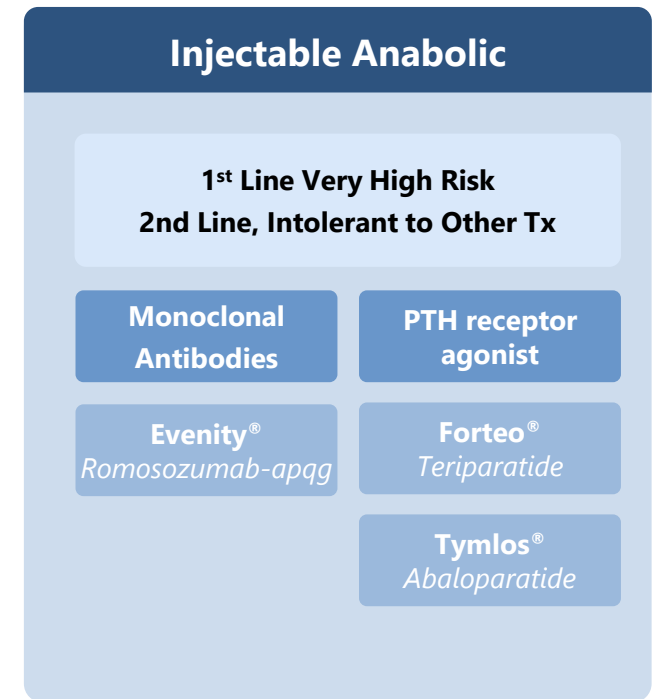 Injectable Anabolic
1st Line Very High Risk
2nd Line, Intolerant to Other Tx
Monoclonal
Antibodies
PTH receptor
agonist
Evenity®
Romosozumab-apqg
Forteo®
Teriparatide
Tymlos®
Abaloparatide